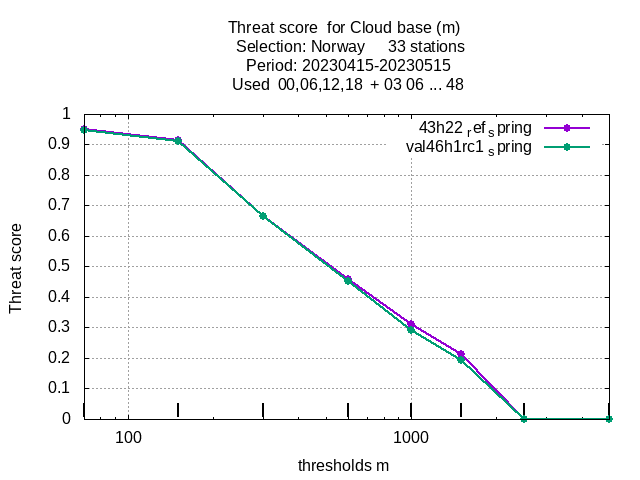 Threat score  for Cloud base (m)
Selection: Norway     33 stations
Period: 20230415-20230515
Used  00,06,12,18  + 03 06 ... 48
43h22 ref spring
val46h1rc1 spring
1
0.9
0.8
0.7
0.6
0.5
0.4
0.3
0.2
0.1
0
Threat score
100
1000
thresholds m